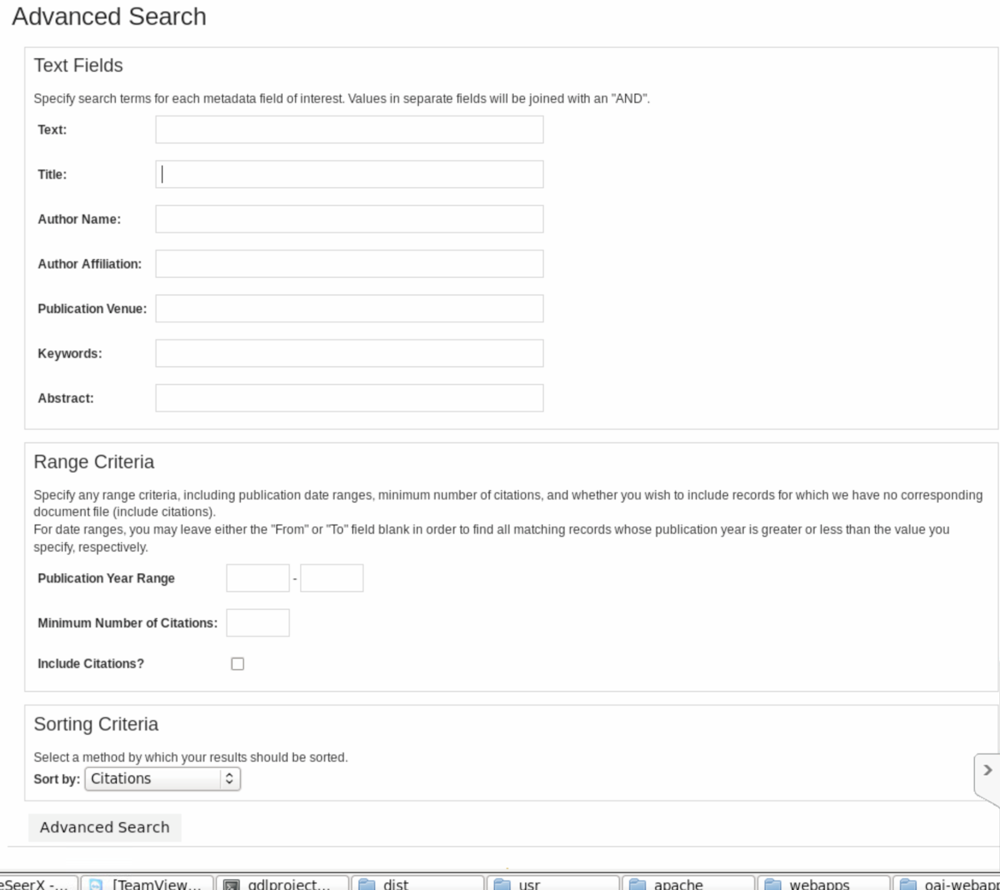 Advanced Search
Text Fields
Specify search terms for each metadata field of interest. Values in separate fields will be joined with an "AND".
Text:
Title:
Author Name:
Author Affiliation:
Publication Venue:
Keywords:
Abstract:
Range Criteria
Specify any range criteria, including publication date ranges, minimum number of citations, and whether you wish to include records for which we have no corresponding
document file (include citations).
For date ranges, you may leave either the "From" or "To" field blank in order to find all matching records whose publication year is greater or less than the value you
specify, respectively.
Publication Year Range -
Minimum Number of Citations:
Include Citations?
Sorting Criteria
Select a method by which your results should be sorted.
Sort by: Citations
Advanced Search
eSeerX -... [TeamView... gdlproject... dist usr apache webapps oai-webapp